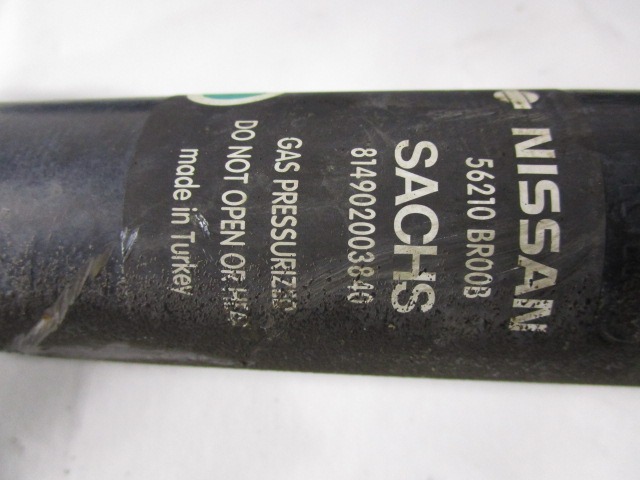 NISSAN
56210 BR00B
SACHS
814902003840
GAS PRESSURIZED
DO NOT OPEN OR HEAT
made in Turkey